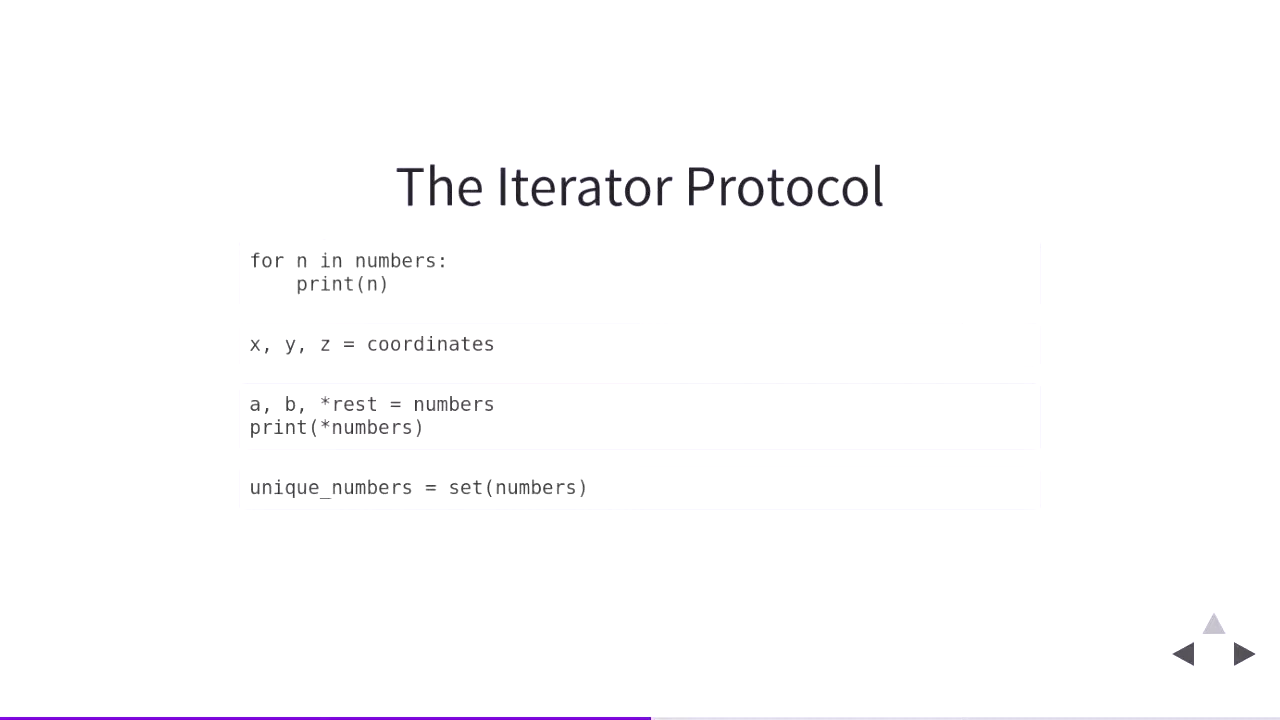 The Iterator Protocol
for n in numbers:
    print(n)
x, y, z = coordinates
a, b, *rest = numbers
print(*numbers)
unique_numbers = set(numbers)